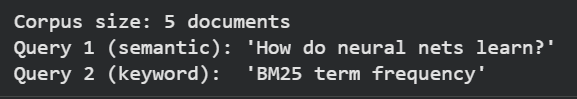 Corpus size: 5 documents
Query 1 (semantic): 'How do neural nets learn?'
Query 2 (keyword):  'BM25 term frequency'